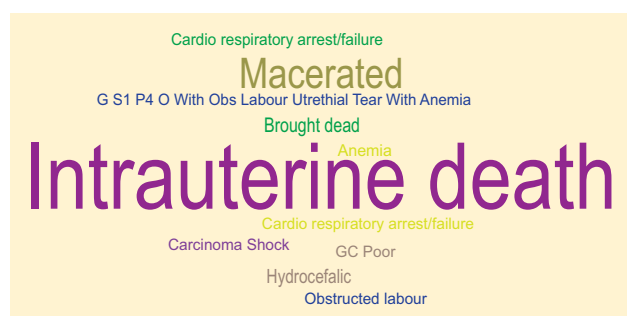 Cardio respiratory arrest/failure
Macerated
G S1 P4 O With Obs Labour Utrethial Tear With Anemia
Brought dead
Anemia
Intrauterine death
Cardio respiratory arrest/failure
Carcinoma Shock
GC Poor
Hydrocefalic
Obstructed labour